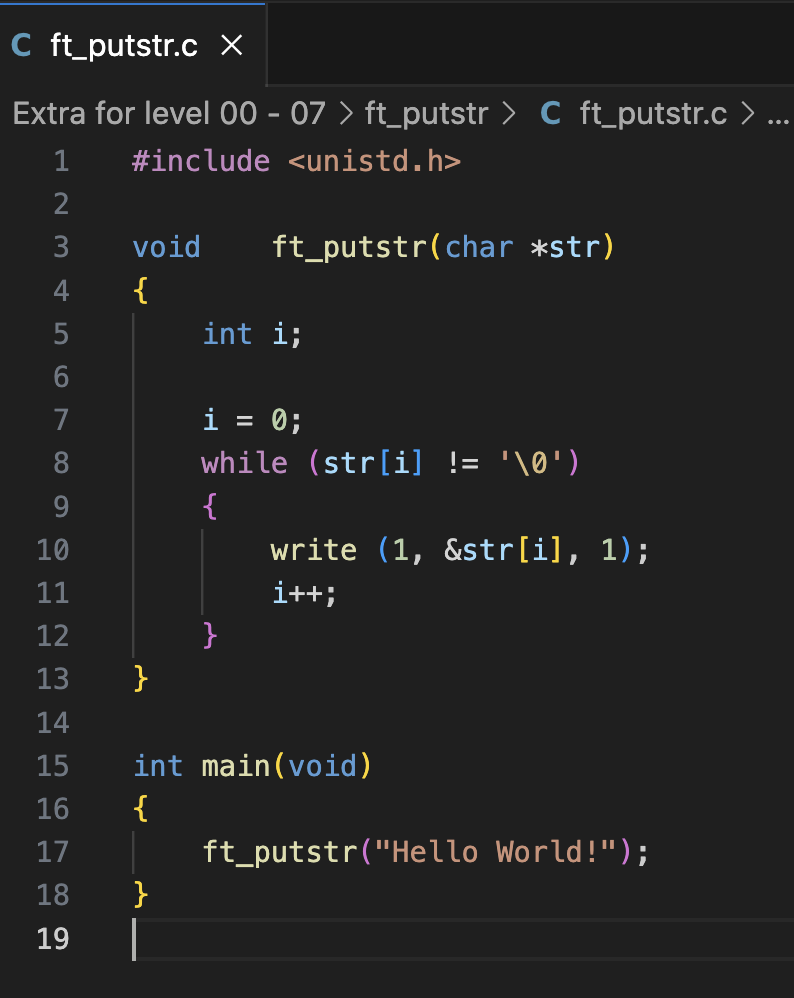 C ft_putstr.c ×
Extra for level 00 - 07 > ft_putstr > C ft_putstr.c > ...
1 #include <unistd.h>
2
3 void    ft_putstr(char *str)
4 {
5     int i;
6
7     i = 0;
8     while (str[i] != '\0')
9     {
10         write (1, &str[i], 1);
11         i++;
12     }
13 }
14
15 int main(void)
16 {
17     ft_putstr("Hello World!");
18 }
19